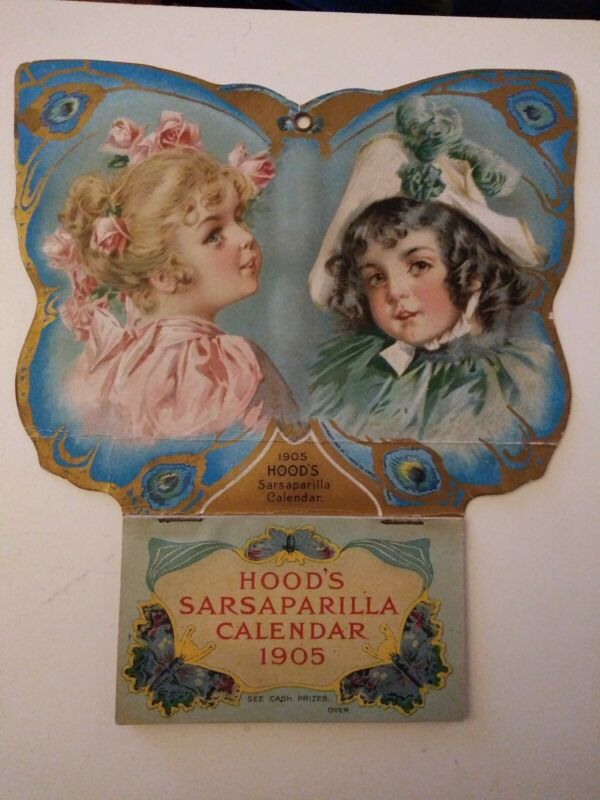 1905
HOOD'S
Sarsaparilla
Calendar.
HOOD'S
SARSAPARILLA
CALENDAR
1905
SEE CASH PRIZES.
OVER